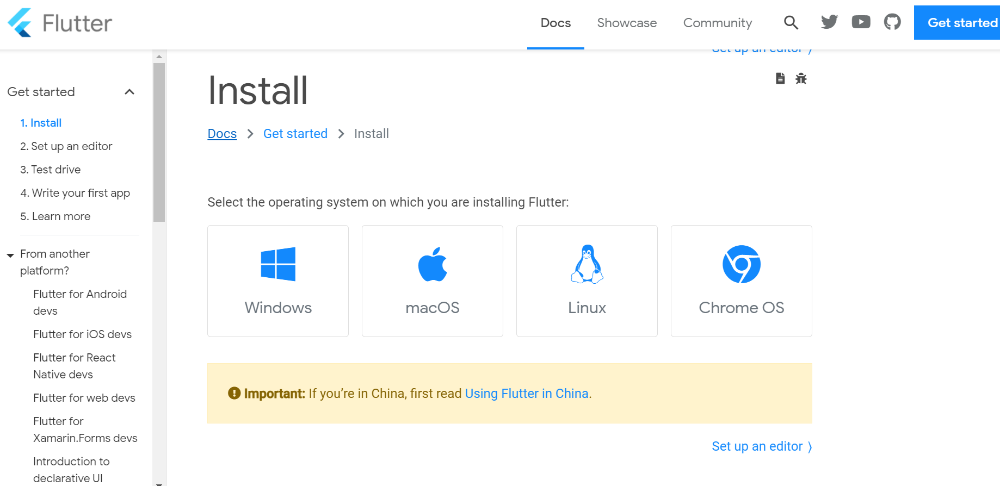 Flutter
Docs
Showcase
Community
Get started
Set up an editor 〉
Get started
1. Install
2. Set up an editor
3. Test drive
4. Write your first app
5. Learn more
From another
platform?
Flutter for Android
devs
Flutter for iOS devs
Flutter for React
Native devs
Flutter for web devs
Flutter for
Xamarin.Forms devs
Introduction to
declarative UI
Install
Docs > Get started > Install
Select the operating system on which you are installing Flutter:
Windows
macOS
Linux
Chrome OS
Important: If you’re in China, first read Using Flutter in China.
Set up an editor 〉